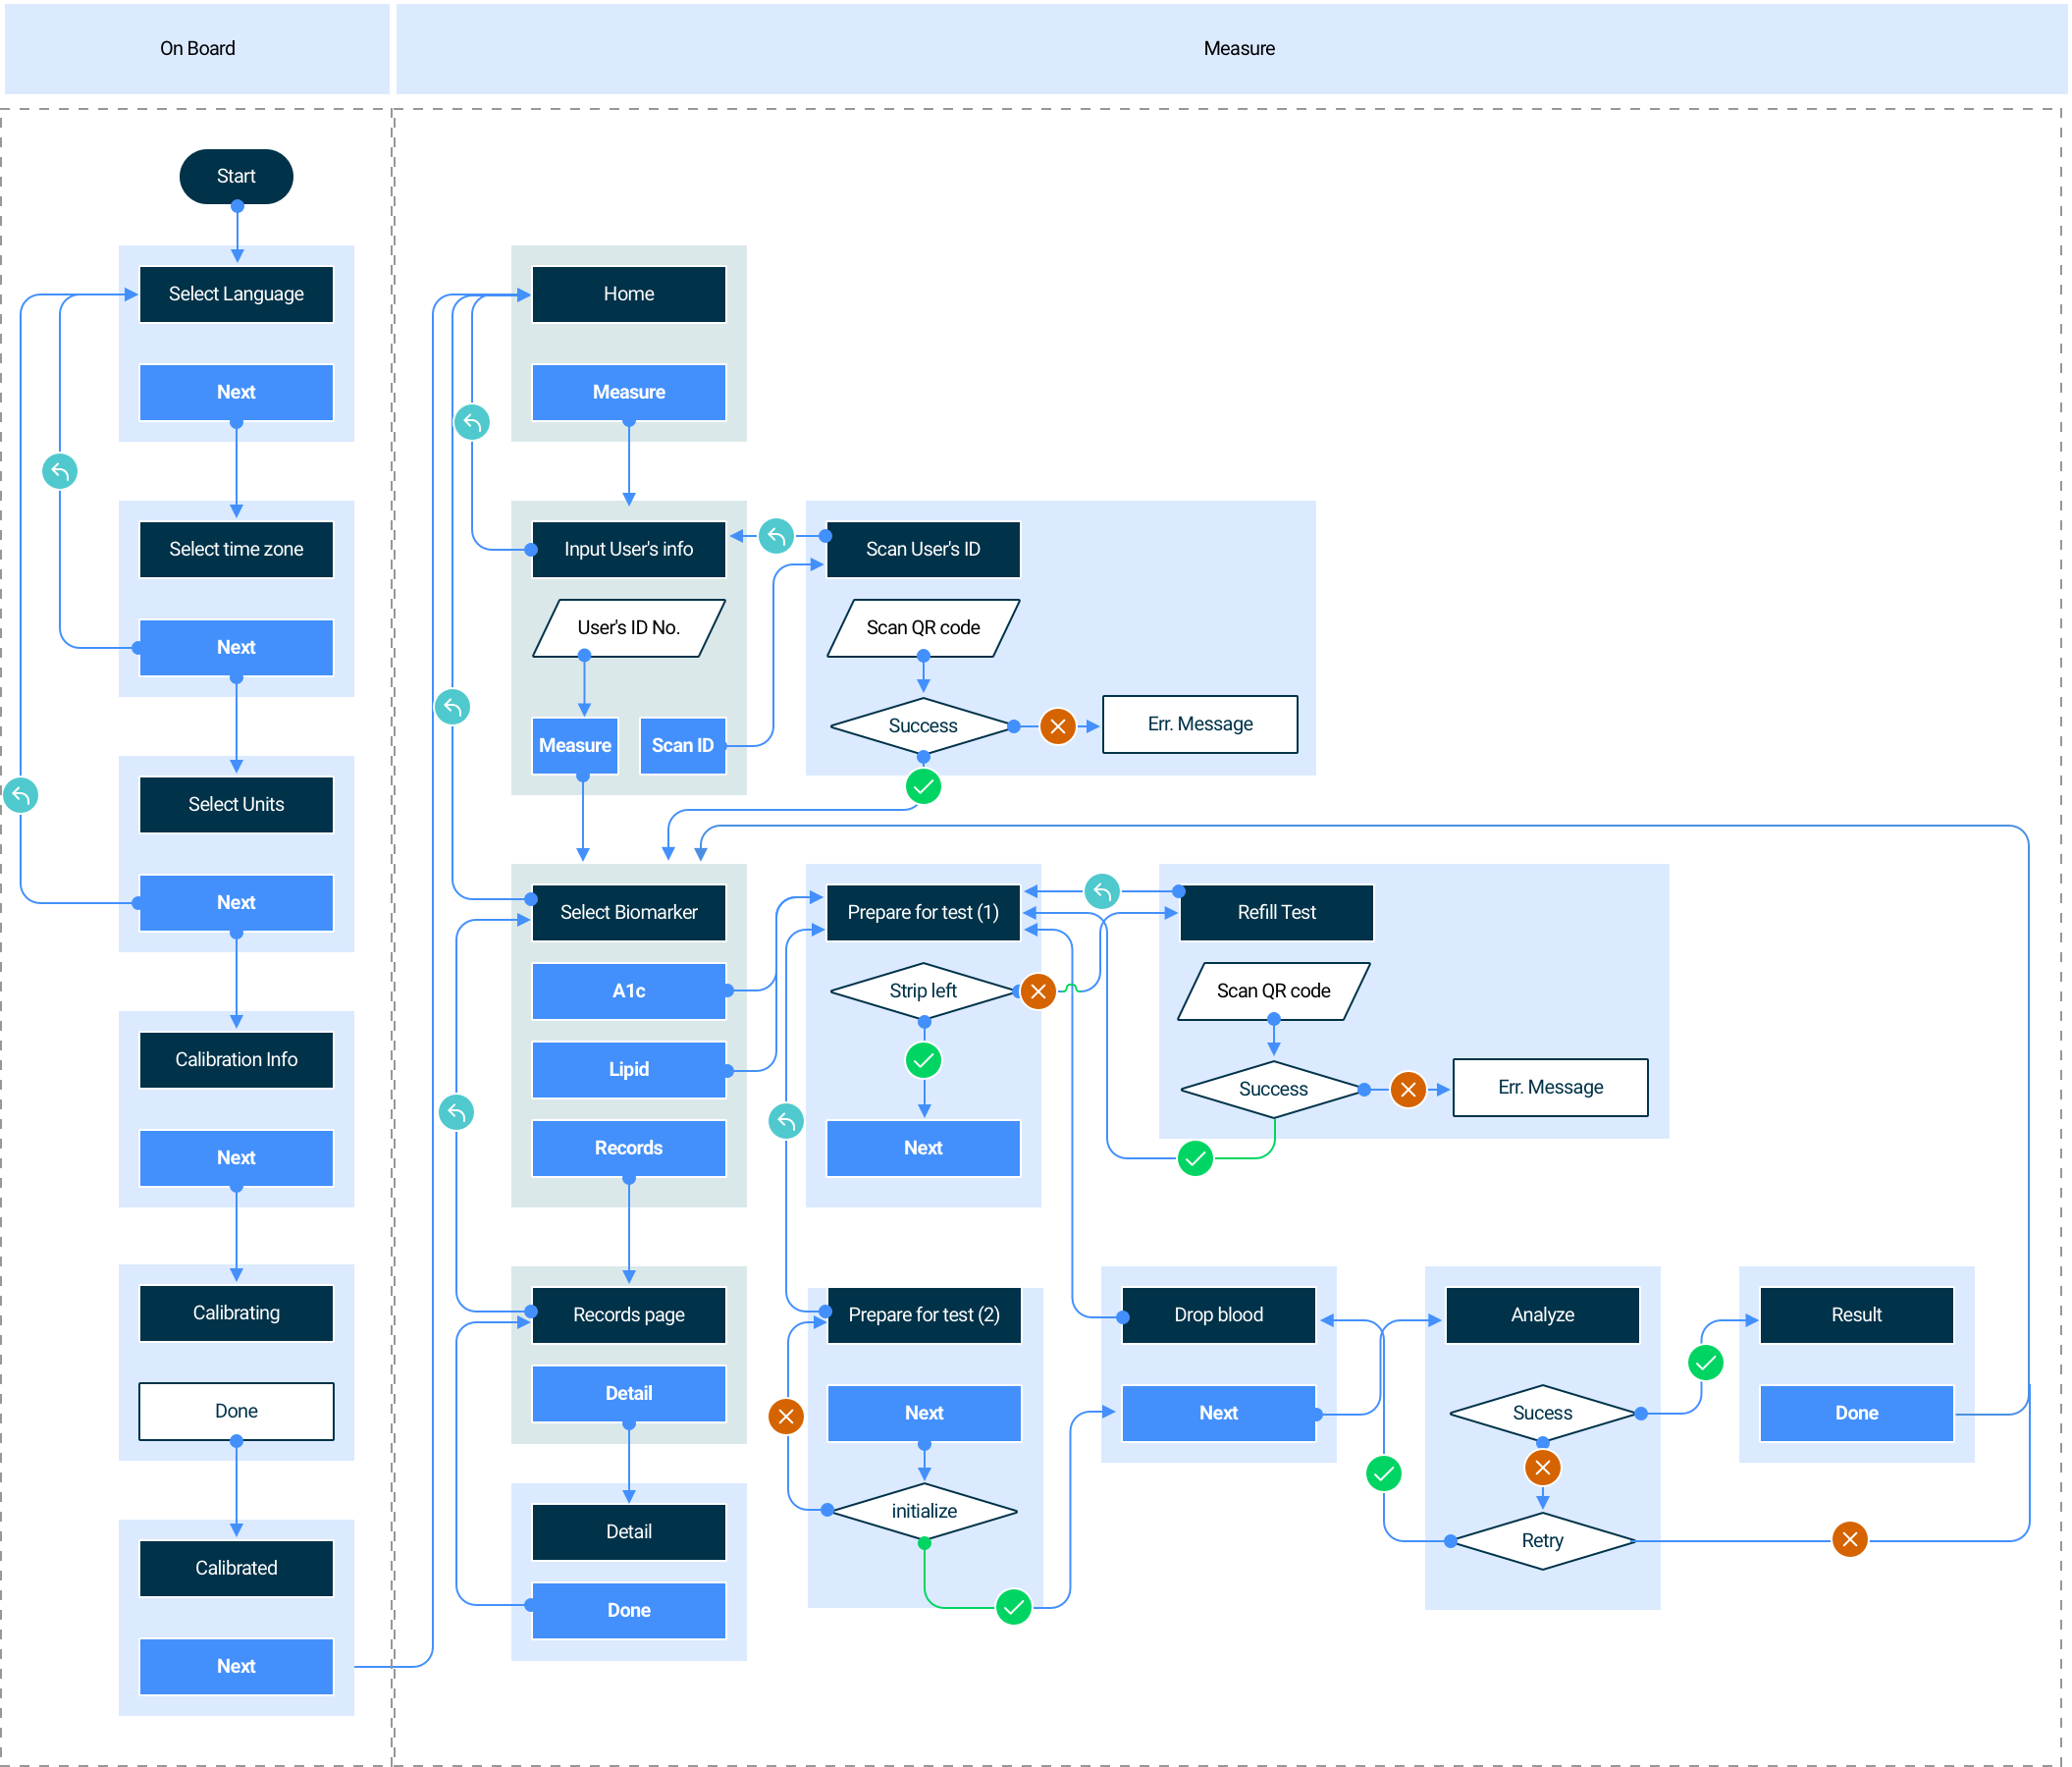 On Board
Measure
Start
Select Language
Next
Select time zone
Next
Select Units
Next
Calibration Info
Next
Calibrating
Done
Calibrated
Next
Home
Measure
Input User's info
User's ID No.
Measure
Scan ID
Scan User's ID
Scan QR code
Success
Err. Message
Select Biomarker
A1c
Lipid
Records
Prepare for test (1)
Strip left
Next
Refill Test
Scan QR code
Success
Err. Message
Records page
Detail
Detail
Done
Prepare for test (2)
Next
initialize
Drop blood
Next
Analyze
Sucess
Retry
Result
Done